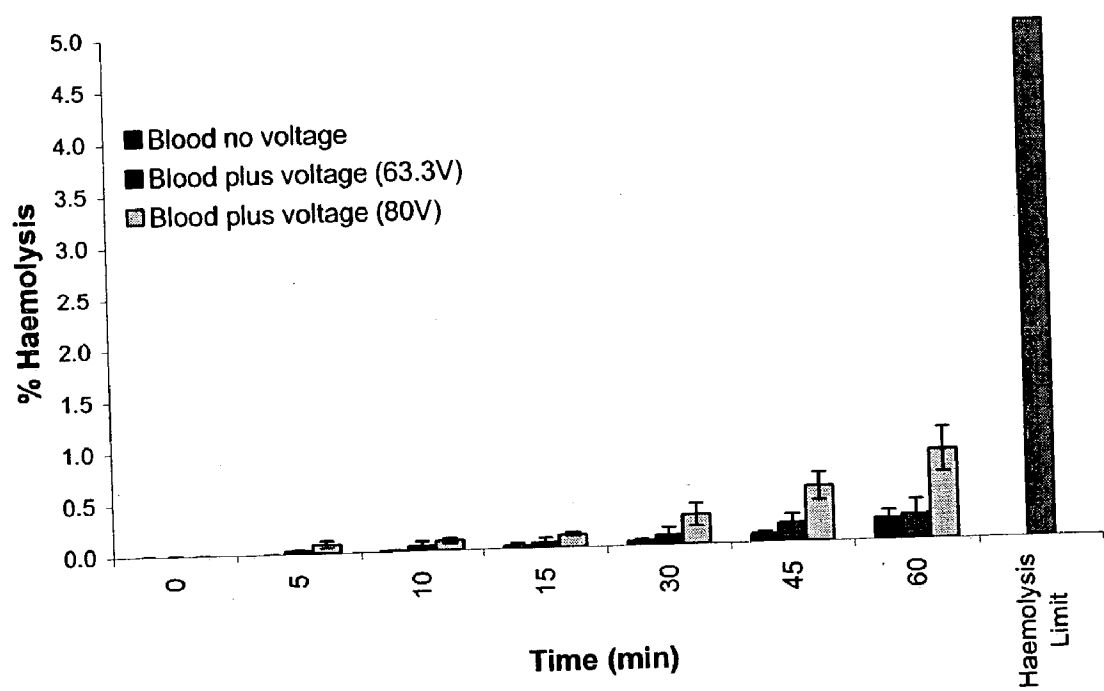 5.0
4.5
4.0
3.5
3.0
2.5
2.0
1.5
1.0
0.5
0.0
% Haemolysis
Blood no voltage
Blood plus voltage (63.3V)
Blood plus voltage (80V)
0
5
10
15
30
45
60
Haemolysis
Limit
Time (min)